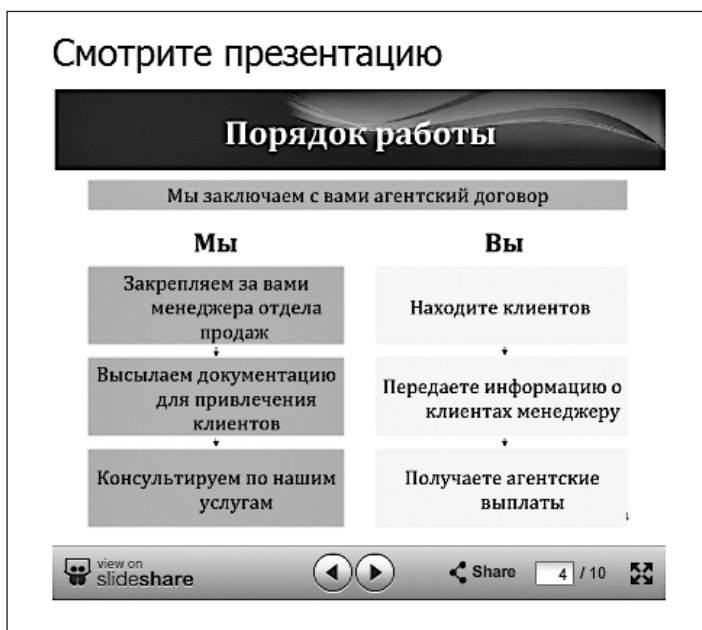 Смотрите презентацию
Порядок работы
Мы заключаем с вами агентский договор
Мы
Закрепляем за вами
менеджера отдела
продаж
Высылаем документацию
для привлечения
клиентов
Консультируем по нашим
услугам
Вы
Находите клиентов
Передаете информацию о
клиентах менеджеру
Получаете агентские
выплаты
4
view on
slideshare
Share
4 / 10